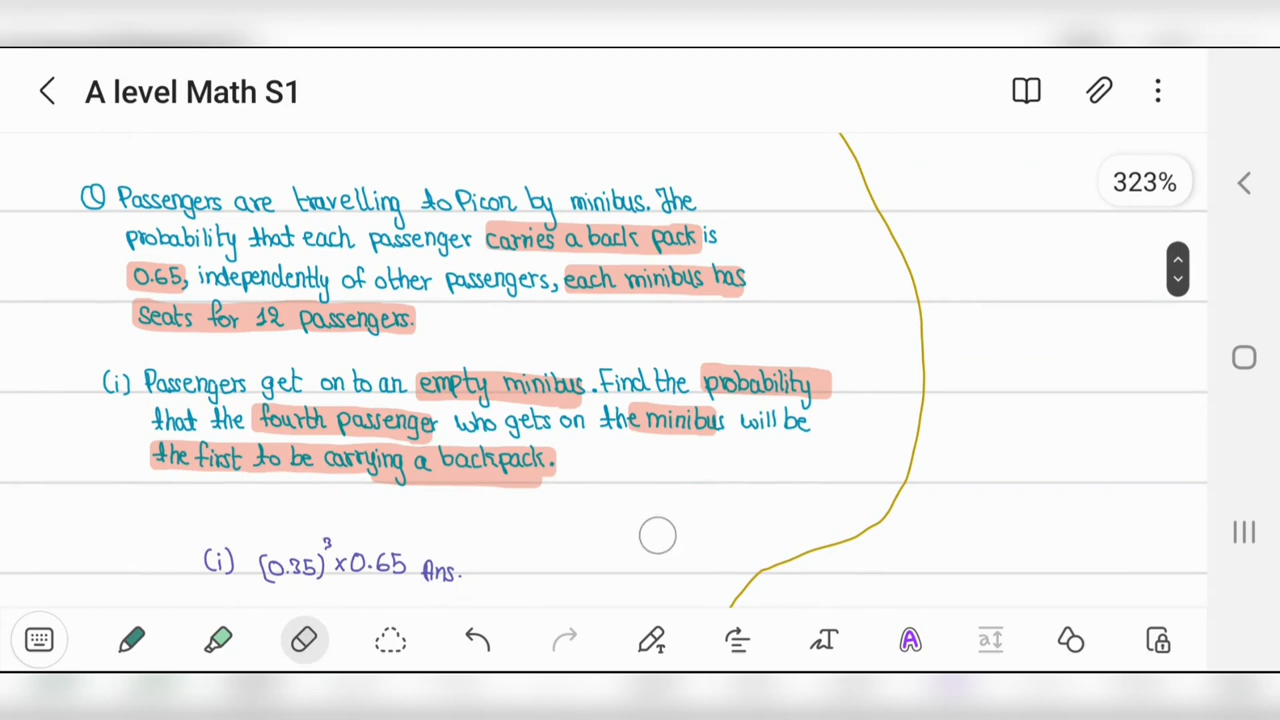 A level Math S1
323%
① Passengers are travelling to Picon by minibus. The
probability that each passenger carries a back pack is
0.65, independently of other passengers, each minibus has
seats for 12 passengers.
(i) Passengers get on to an empty minibus. Find the probability
that the fourth passenger who gets on the minibus will be
the first to be carrying a backpack.
(i) (0.35)³ × 0.65 Ans.